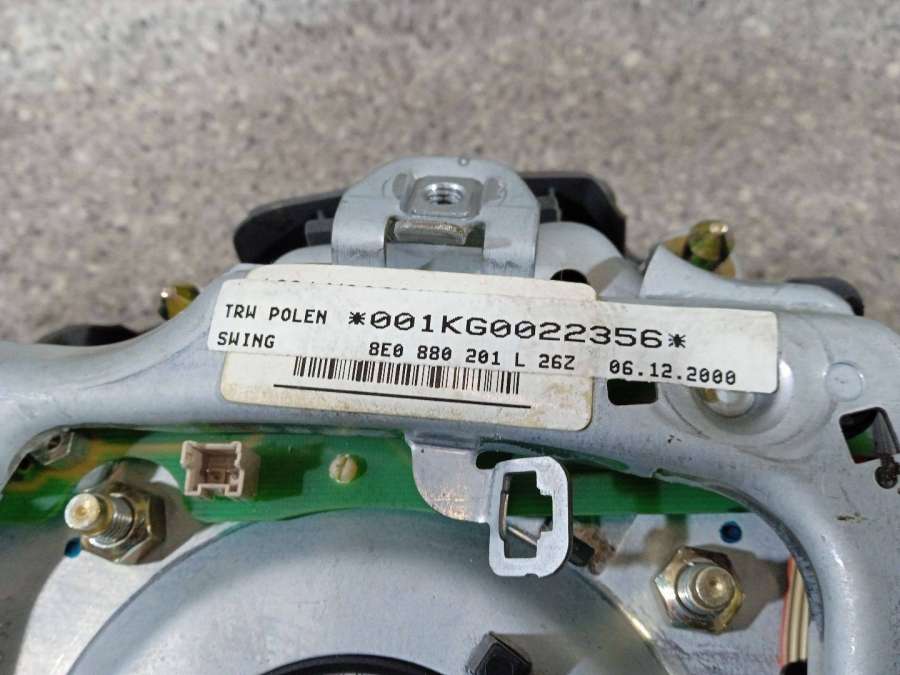 TRW POLEN *001KG0022356*
SWING 8E0 880 201 L 26Z 06.12.2000